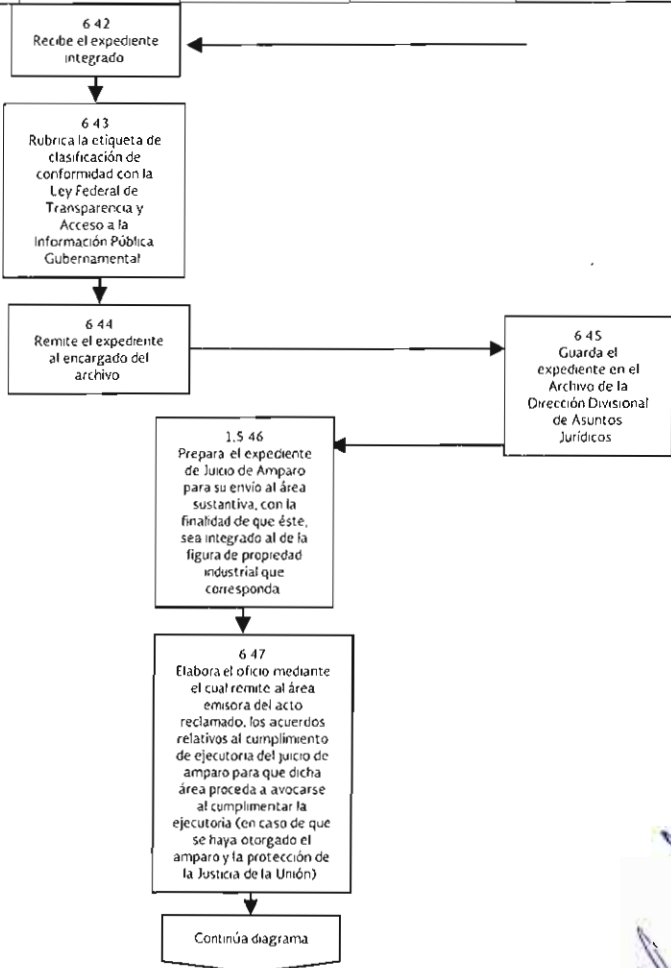 6 42
Recibe el expediente
integrado
6 43
Rubrica la etiqueta de
clasificación de
conformidad con la
Ley Federal de
Transparencia y
Acceso a la
Información Pública
Gubernamental
6 44
Remite el expediente
al encargado del
archivo
6 45
Guarda el
expediente en el
Archivo de la
Dirección Divisional
de Asuntos
Jurídicos
1.5 46
Prepara el expediente
de Juicio de Amparo
para su envío al área
sustantiva, con la
finalidad de que éste,
sea integrado al de la
figura de propiedad
industrial que
corresponda
6 47
Elabora el oficio mediante
el cual remite al área
emisora del acto
reclamado, los acuerdos
relativos al cumplimiento
de ejecutoria del juicio de
amparo para que dicha
área proceda a avocarse
al cumplimentar la
ejecutoria (en caso de que
se haya otorgado el
amparo y la protección de
la Justicia de la Unión)
Continúa diagrama